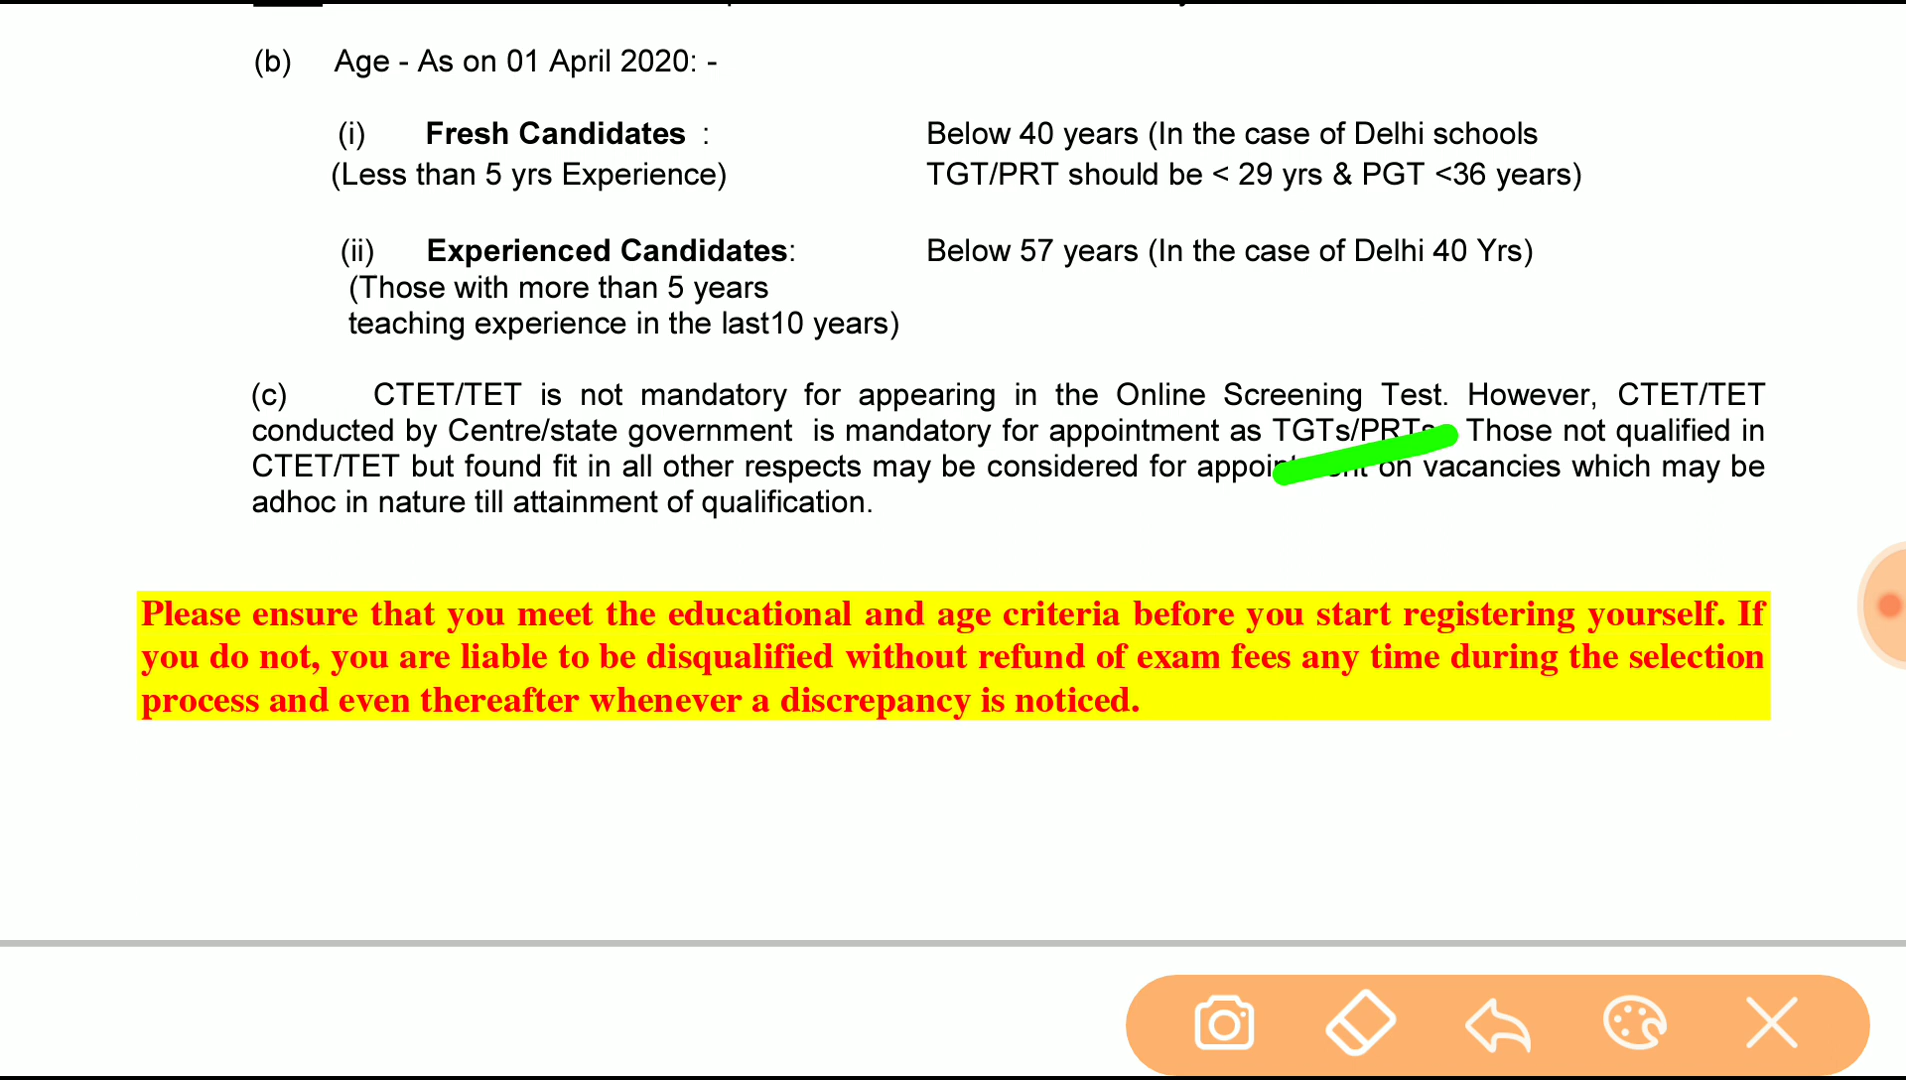 (b) Age - As on 01 April 2020: -
(i) Fresh Candidates : Below 40 years (In the case of Delhi schools
(Less than 5 yrs Experience) TGT/PRT should be < 29 yrs & PGT <36 years)
(ii) Experienced Candidates: Below 57 years (In the case of Delhi 40 Yrs)
(Those with more than 5 years
teaching experience in the last10 years)
(c) CTET/TET is not mandatory for appearing in the Online Screening Test. However, CTET/TET
conducted by Centre/state government is mandatory for appointment as TGTs/PRTs Those not qualified in
CTET/TET but found fit in all other respects may be considered for on vacancies which may be
adhoc in nature till attainment of qualification.
Please ensure that you meet the educational and age criteria before you start registering yourself. If
you do not, you are liable to be disqualified without refund of exam fees any time during the selection
process and even thereafter whenever a discrepancy is noticed.